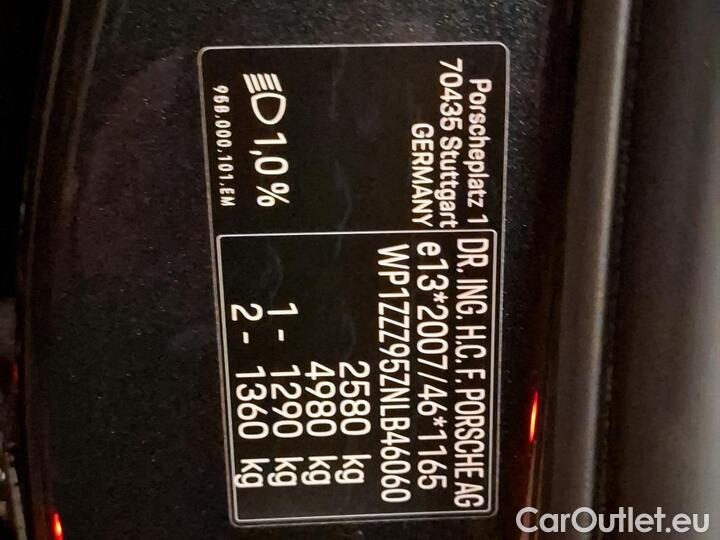 Porscheplatz 1
70435 Stuttgart
GERMANY
1,0 %
95B.000.101.EM
DR. ING. H.C. F. PORSCHE AG
e13*2007/46*1165
WP1ZZZ95ZNLB46060
2580 kg
4980 kg
1 - 1290 kg
2 - 1360 kg
CarOutlet.eu